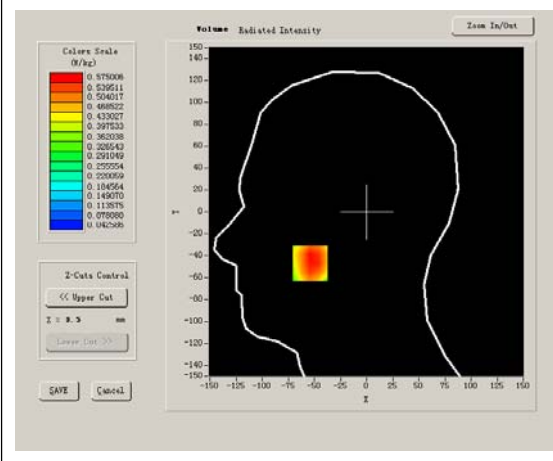 Volume Radiated Intensity
Zoom In/Out
Colors Scale
(W/kg)
0.575006
0.539511
0.504017
0.468522
0.433027
0.397533
0.362038
0.326543
0.291049
0.255554
0.220059
0.184564
0.149070
0.113575
0.078080
0.042586
Z-Cuts Control
<< Upper Cut
Z = 8.5 mm
Lower Cut >>
SAVE
Cancel
150
140
120
100
80
60
40
20
Y
0
-20
-40
-60
-80
-100
-120
-140
-150
-150 -125 -100 -75 -50 -25 0 25 50 75 100 125 150
X